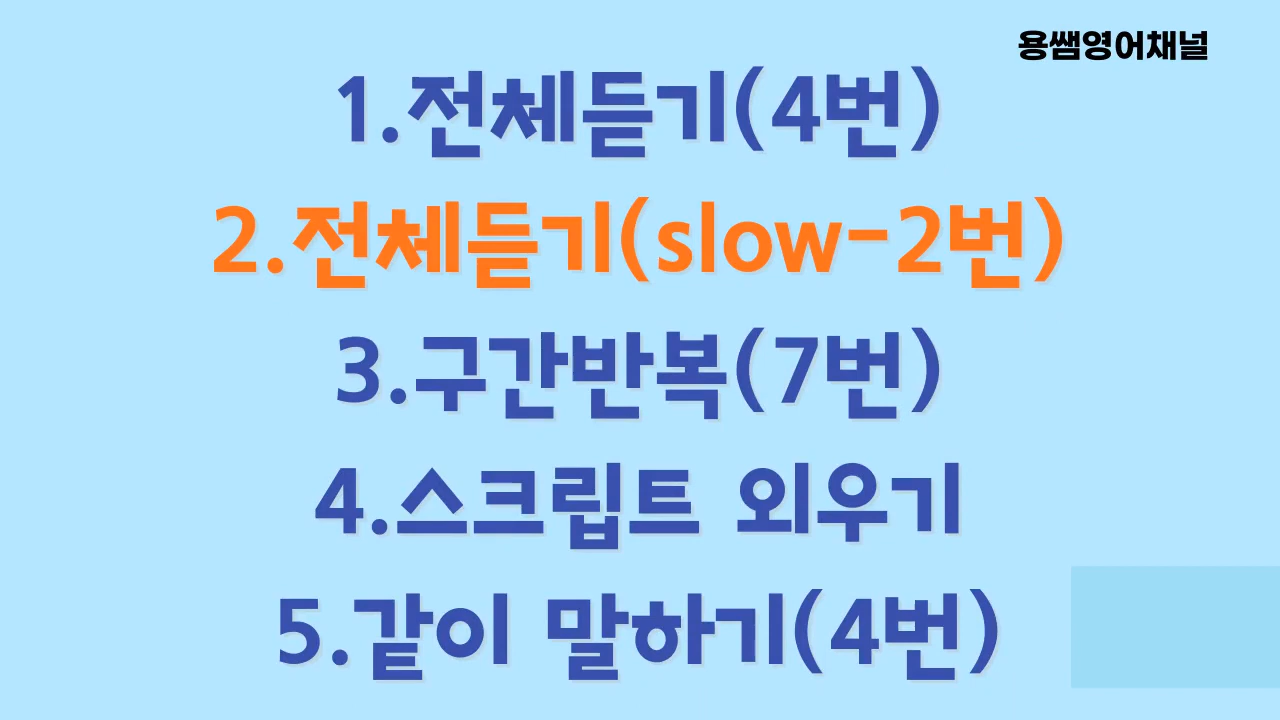 용쌤영어채널
1.전체듣기(4번)
2.전체듣기(slow-2번)
3.구간반복(7번)
4.스크립트 외우기
5.같이 말하기(4번)